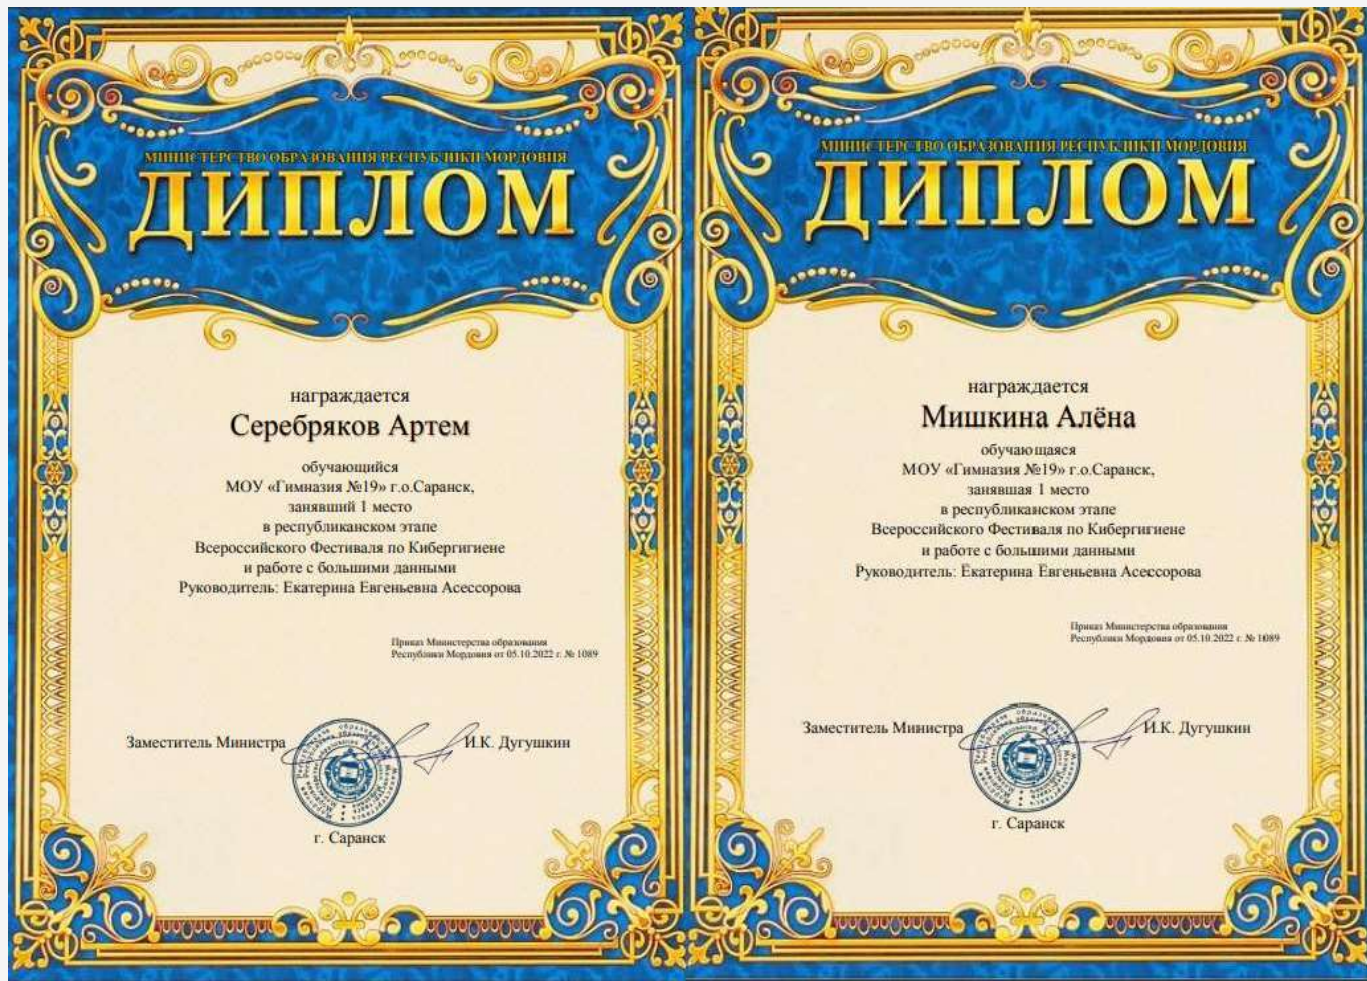 МИНИСТЕРСТВО ОБРАЗОВАНИЯ РЕСПУБЛИКИ МОРДОВИЯ
ДИПЛОМ
награждается
Серебряков Артем
обучающийся
МОУ «Гимназия №19» г.о.Саранск,
занявший 1 место
в республиканском этапе
Всероссийского Фестиваля по Кибергигиене
и работе с большими данными
Руководитель: Екатерина Евгеньевна Асессорова
Приказ Министерства образования
Республики Мордовия от 05.10.2022 г. № 1089
Заместитель Министра И.К. Дугушкин
г. Саранск
МИНИСТЕРСТВО ОБРАЗОВАНИЯ РЕСПУБЛИКИ МОРДОВИЯ
ДИПЛОМ
награждается
Мишкина Алёна
обучающаяся
МОУ «Гимназия №19» г.о.Саранск,
занявшая 1 место
в республиканском этапе
Всероссийского Фестиваля по Кибергигиене
и работе с большими данными
Руководитель: Екатерина Евгеньевна Асессорова
Приказ Министерства образования
Республики Мордовия от 05.10.2022 г. № 1089
Заместитель Министра И.К. Дугушкин
г. Саранск